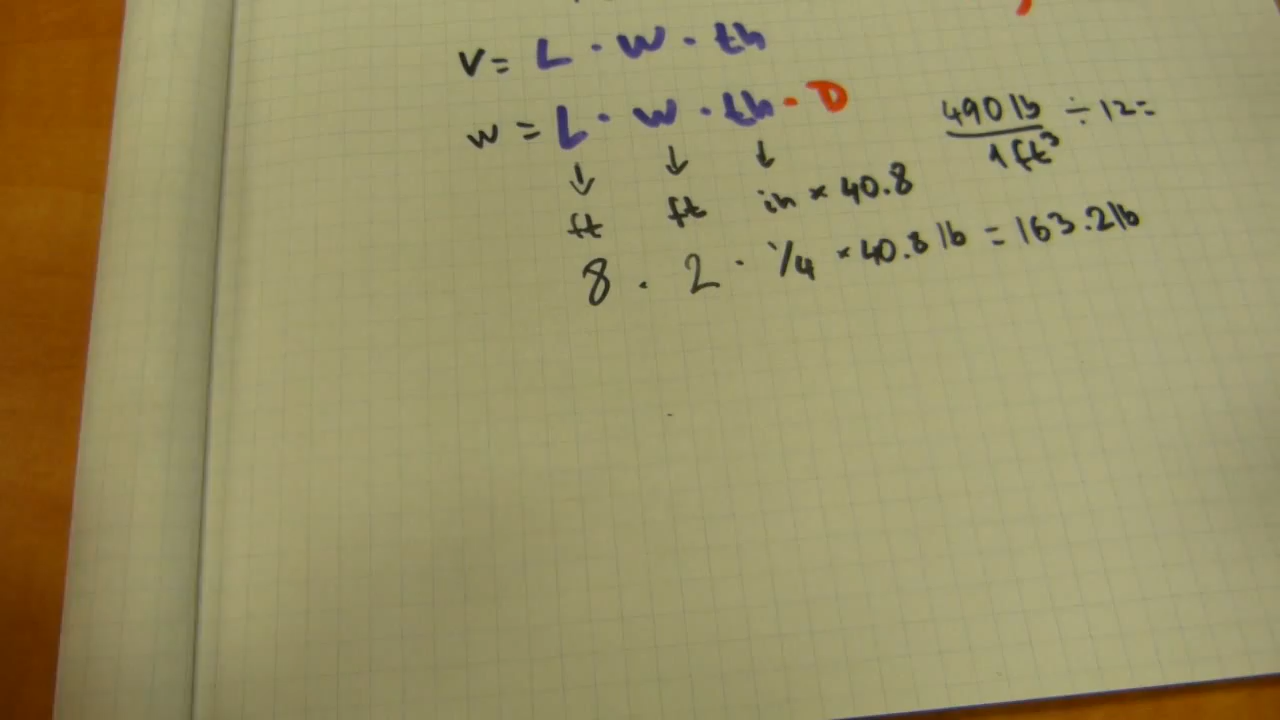 V = L · W · th
W = L · W · th · D
490 lb / 1 ft³ ÷ 12 =
↓ ↓ ↓
ft ft in × 40.8
8 · 2 · 1/4 × 40.8 lb = 163.2 lb